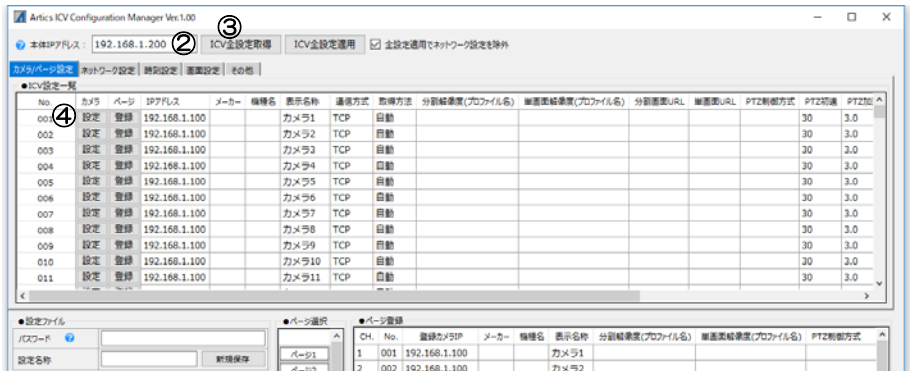 Artics ICV Configuration Manager Ver.1.00
③
本体IPアドレス: 192.168.1.200 ② ICV全設定取得 ICV全設定適用 全設定適用でネットワーク設定を除外
カメラ/ページ設定 ネットワーク設定 時刻設定 画面設定 その他
●ICV設定一覧
No. カメラ ページ IPアドレス メーカー 機種名 表示名称 通信方式 取得方法 分割解像度(プロファイル名) 単画面解像度(プロファイル名) 分割画面URL 単画面URL PTZ制御方式 PTZ初速 PTZ加
001 ④ 設定 登録 192.168.1.100 カメラ1 TCP 自動 30 3.0
002 設定 登録 192.168.1.100 カメラ2 TCP 自動 30 3.0
003 設定 登録 192.168.1.100 カメラ3 TCP 自動 30 3.0
004 設定 登録 192.168.1.100 カメラ4 TCP 自動 30 3.0
005 設定 登録 192.168.1.100 カメラ5 TCP 自動 30 3.0
006 設定 登録 192.168.1.100 カメラ6 TCP 自動 30 3.0
007 設定 登録 192.168.1.100 カメラ7 TCP 自動 30 3.0
008 設定 登録 192.168.1.100 カメラ8 TCP 自動 30 3.0
009 設定 登録 192.168.1.100 カメラ9 TCP 自動 30 3.0
010 設定 登録 192.168.1.100 カメラ10 TCP 自動 30 3.0
011 設定 登録 192.168.1.100 カメラ11 TCP 自動 30 3.0
●設定ファイル ●ページ選択 ●ページ登録
パスワード CH. No. 登録カメラIP メーカー 機種名 表示名称 分割解像度(プロファイル名) 単画面解像度(プロファイル名) PTZ制御方式
設定名称 新規保存 ページ1 1 001 192.168.1.100 カメラ1
ページ2 2 002 192.168.1.100 カメラ2